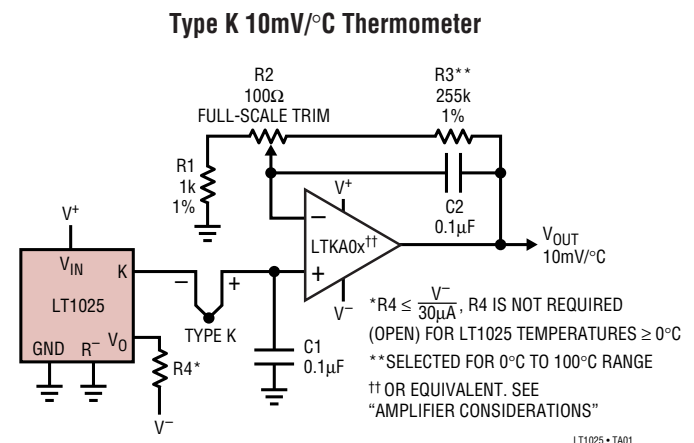 Type K 10mV/°C Thermometer
R2
100Ω
FULL-SCALE TRIM
R3**
255k
1%
R1
1k
1%
C2
0.1µF
V+
LTKA0x††
–
+
V–
VOUT
10mV/°C
V+
VIN
K
LT1025
GND
R–
VO
– +
TYPE K
R4*
V–
C1
0.1µF
*R4 ≤ V–/30µA, R4 IS NOT REQUIRED
(OPEN) FOR LT1025 TEMPERATURES ≥ 0°C
**SELECTED FOR 0°C TO 100°C RANGE
†† OR EQUIVALENT. SEE
“AMPLIFIER CONSIDERATIONS”
LT1025 • TA01